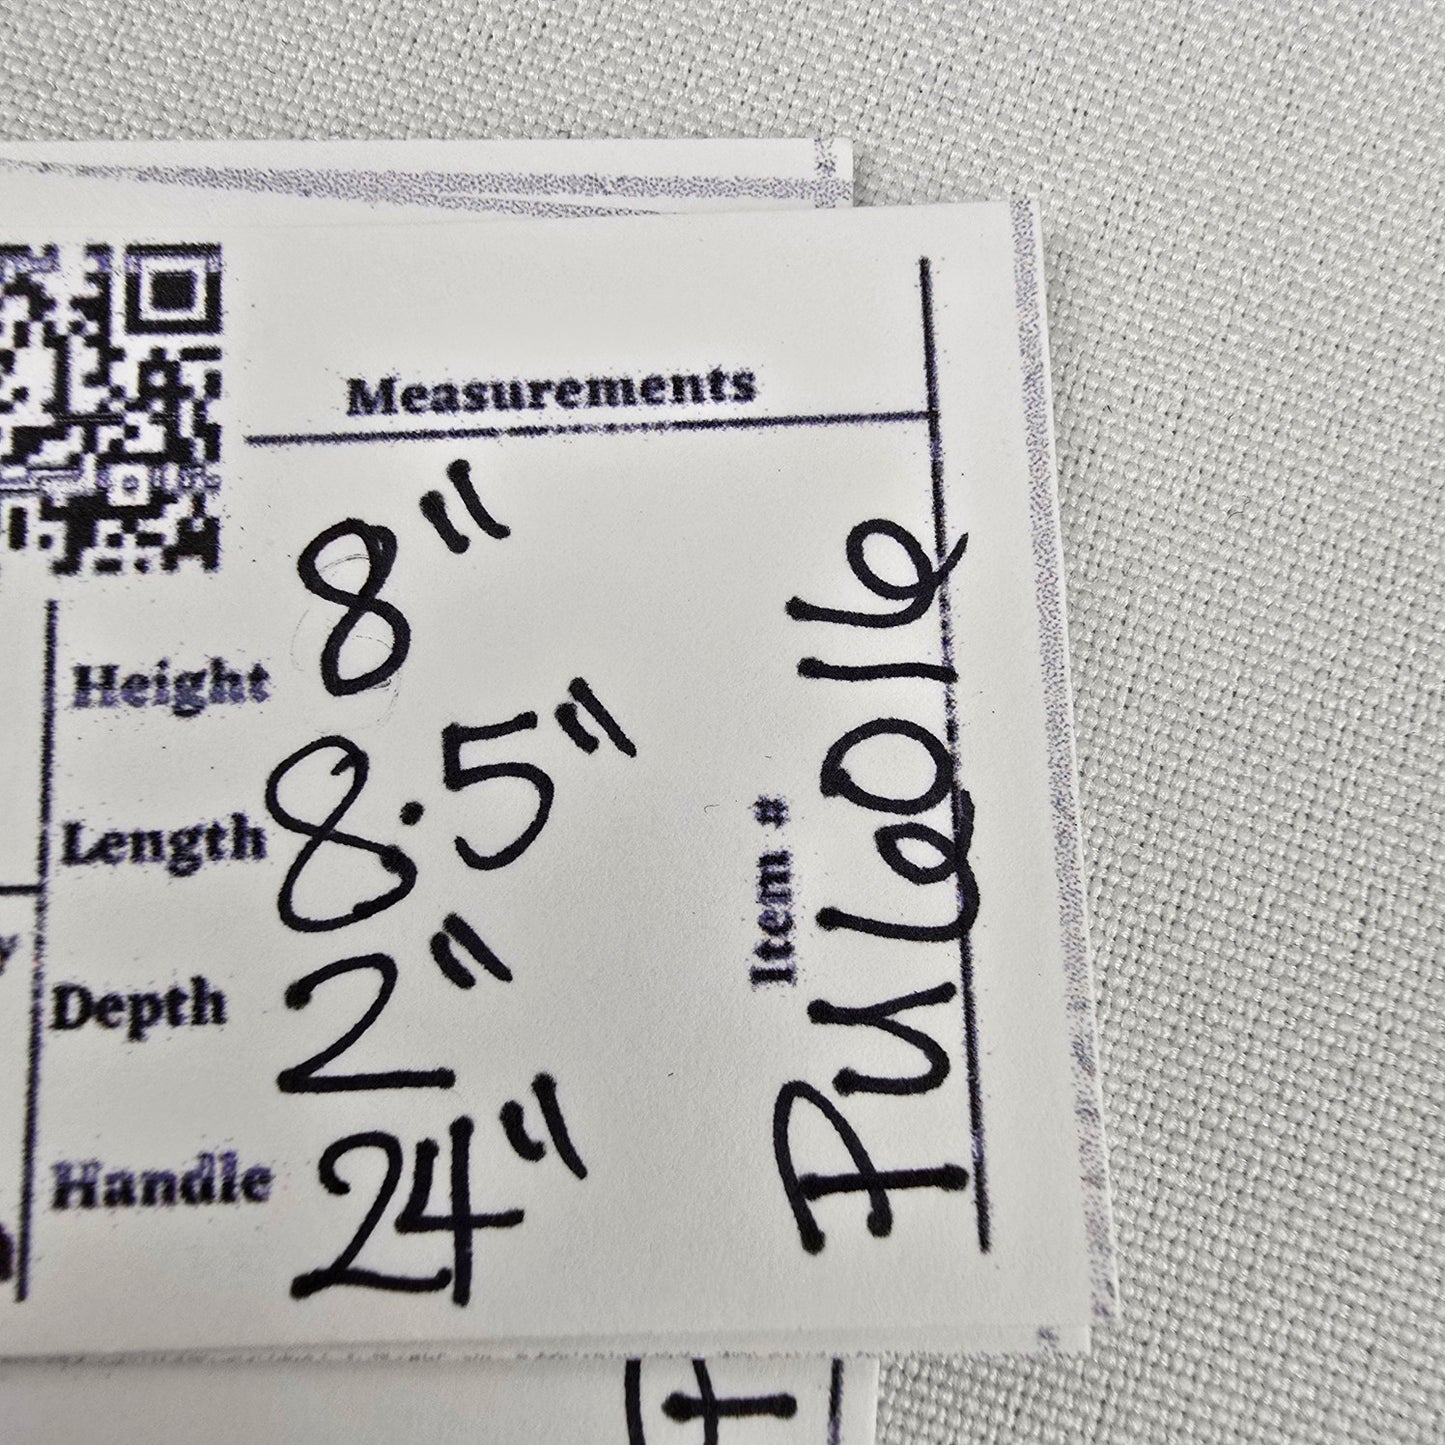 Measurements
Height 8"
Length 8.5"
Depth 2"
Handle 24"
Item #
PU6016